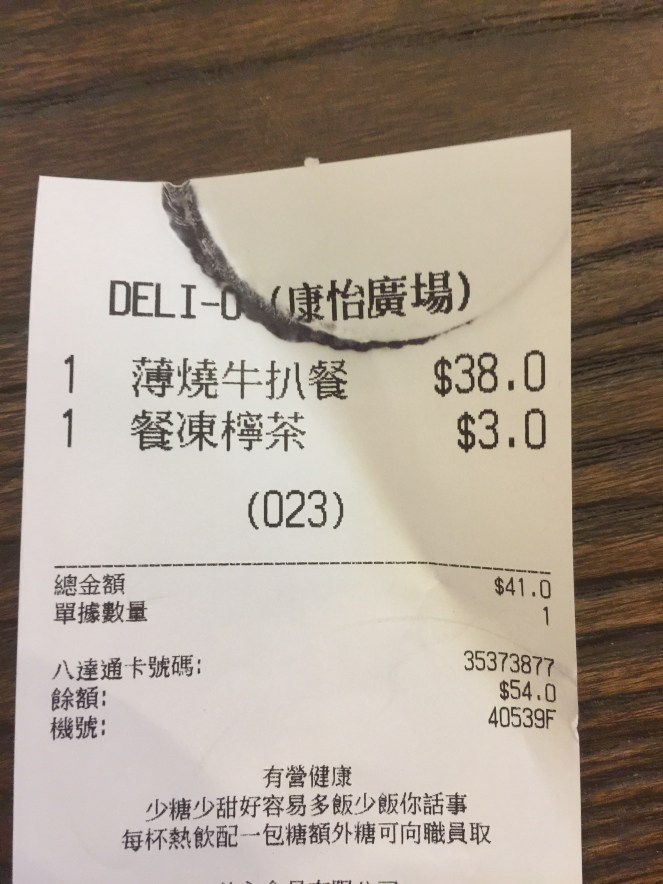 DELI-O (康怡廣場)
1 薄燒牛扒餐 $38.0
1 餐凍檸茶 $3.0
(023)
總金額 $41.0
單據數量 1
八達通卡號碼: 35373877
餘額: $54.0
機號: 40539F
有營健康
少糖少甜好容易多飯少飯你話事
每杯熱飲配一包糖額外糖可向職員取